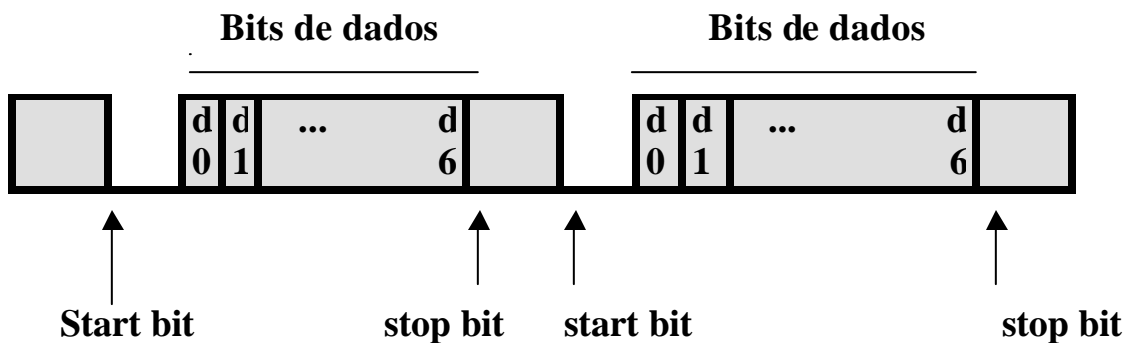 Bits de dados Bits de dados
d d ... d d d ... d
0 1 6 0 1 6
Start bit stop bit start bit stop bit